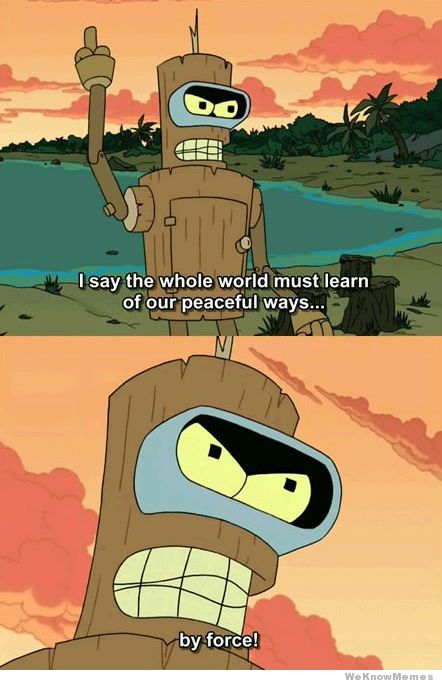 I say the whole world must learn
of our peaceful ways...
by force!
WeKnowMemes